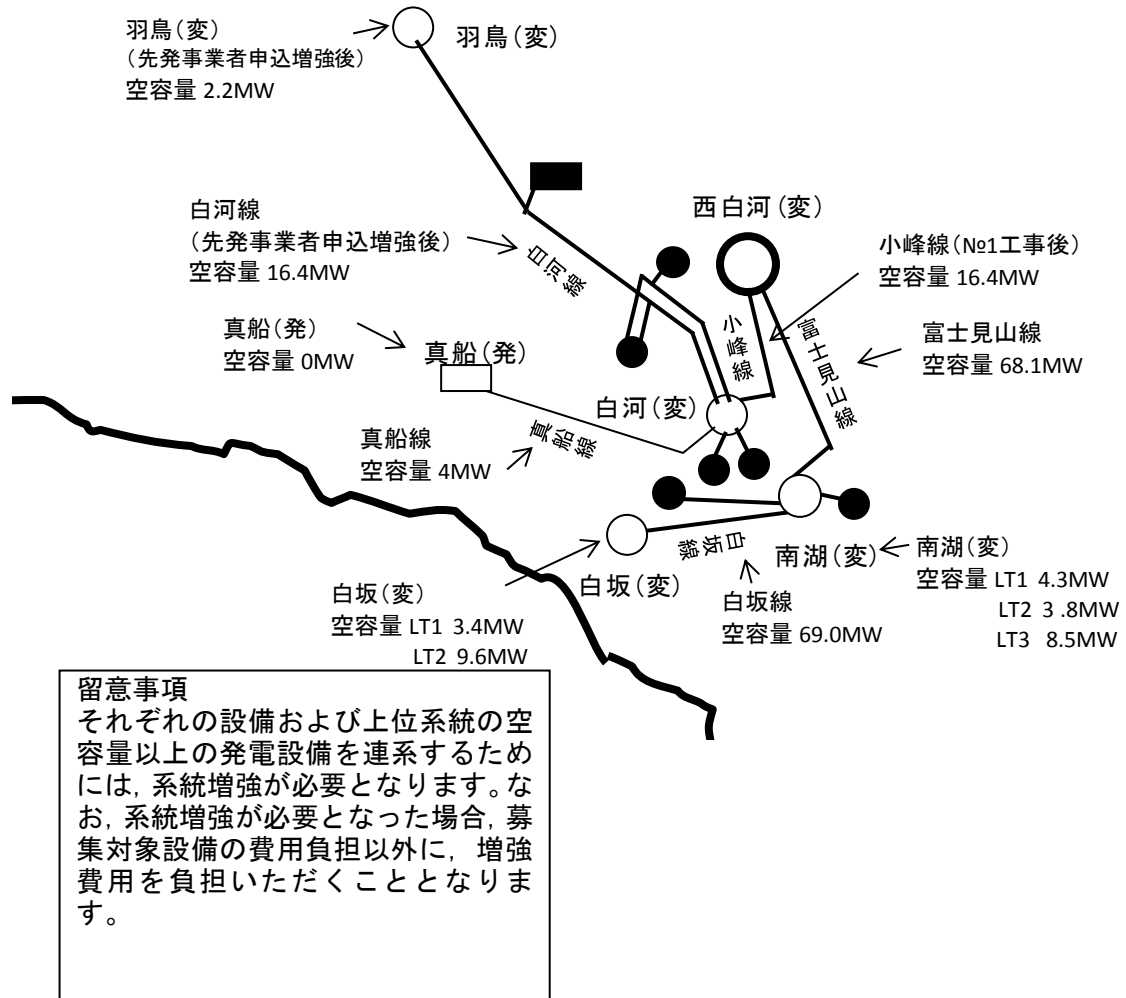 羽鳥(変)
(先発事業者申込増強後)
空容量 2.2MW
羽鳥(変)
白河線
(先発事業者申込増強後)
空容量 16.4MW
白河線
西白河(変)
小峰線(№1工事後)
空容量 16.4MW
小峰線
富士見山線
富士見山線
空容量 68.1MW
真船(発)
空容量 0MW
真船(発)
白河(変)
真船線
空容量 4MW
真船線
白坂線
南湖(変)
南湖(変)
空容量 LT1 4.3MW
LT2 3 .8MW
LT3 8.5MW
白坂(変)
白坂(変)
空容量 LT1 3.4MW
LT2 9.6MW
白坂線
空容量 69.0MW
留意事項
それぞれの設備および上位系統の空
容量以上の発電設備を連系するため
には,系統増強が必要となります。な
お,系統増強が必要となった場合,募
集対象設備の費用負担以外に,増強
費用を負担いただくこととなりま
す。